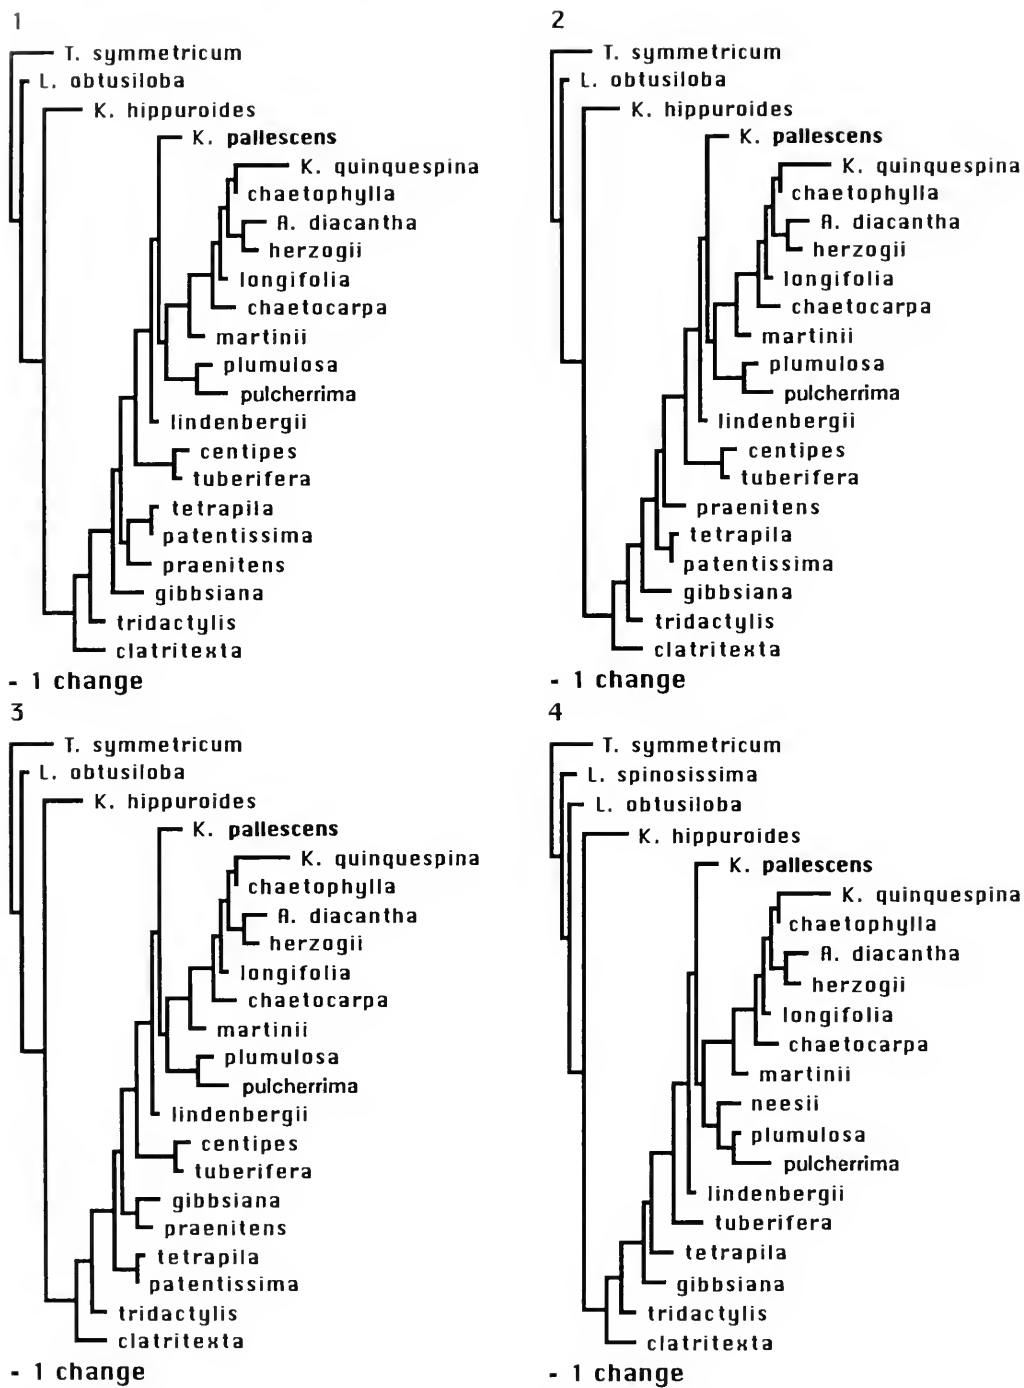 1
T. symmetricum
L. obtusiloba
K. hippuroides
K. pallescens
K. quinquespina
chaetophylla
A. diacantha
herzogii
longifolia
chaetocarpa
martinii
plumulosa
pulcherrima
lindenbergii
centipes
tuberifera
tetrapila
patentissima
praenitens
gibbsiana
tridactylis
clatritexta
- 1 change
2
T. symmetricum
L. obtusiloba
K. hippuroides
K. pallescens
K. quinquespina
chaetophylla
A. diacantha
herzogii
longifolia
chaetocarpa
martinii
plumulosa
pulcherrima
lindenbergii
centipes
tuberifera
praenitens
tetrapila
patentissima
gibbsiana
tridactylis
clatritexta
- 1 change
3
T. symmetricum
L. obtusiloba
K. hippuroides
K. pallescens
K. quinquespina
chaetophylla
A. diacantha
herzogii
longifolia
chaetocarpa
martinii
plumulosa
pulcherrima
lindenbergii
centipes
tuberifera
gibbsiana
praenitens
tetrapila
patentissima
tridactylis
clatritexta
- 1 change
4
T. symmetricum
L. spinosissima
L. obtusiloba
K. hippuroides
K. pallescens
K. quinquespina
chaetophylla
A. diacantha
herzogii
longifolia
chaetocarpa
martinii
neesii
plumulosa
pulcherrima
lindenbergii
tuberifera
tetrapila
gibbsiana
tridactylis
clatritexta
- 1 change